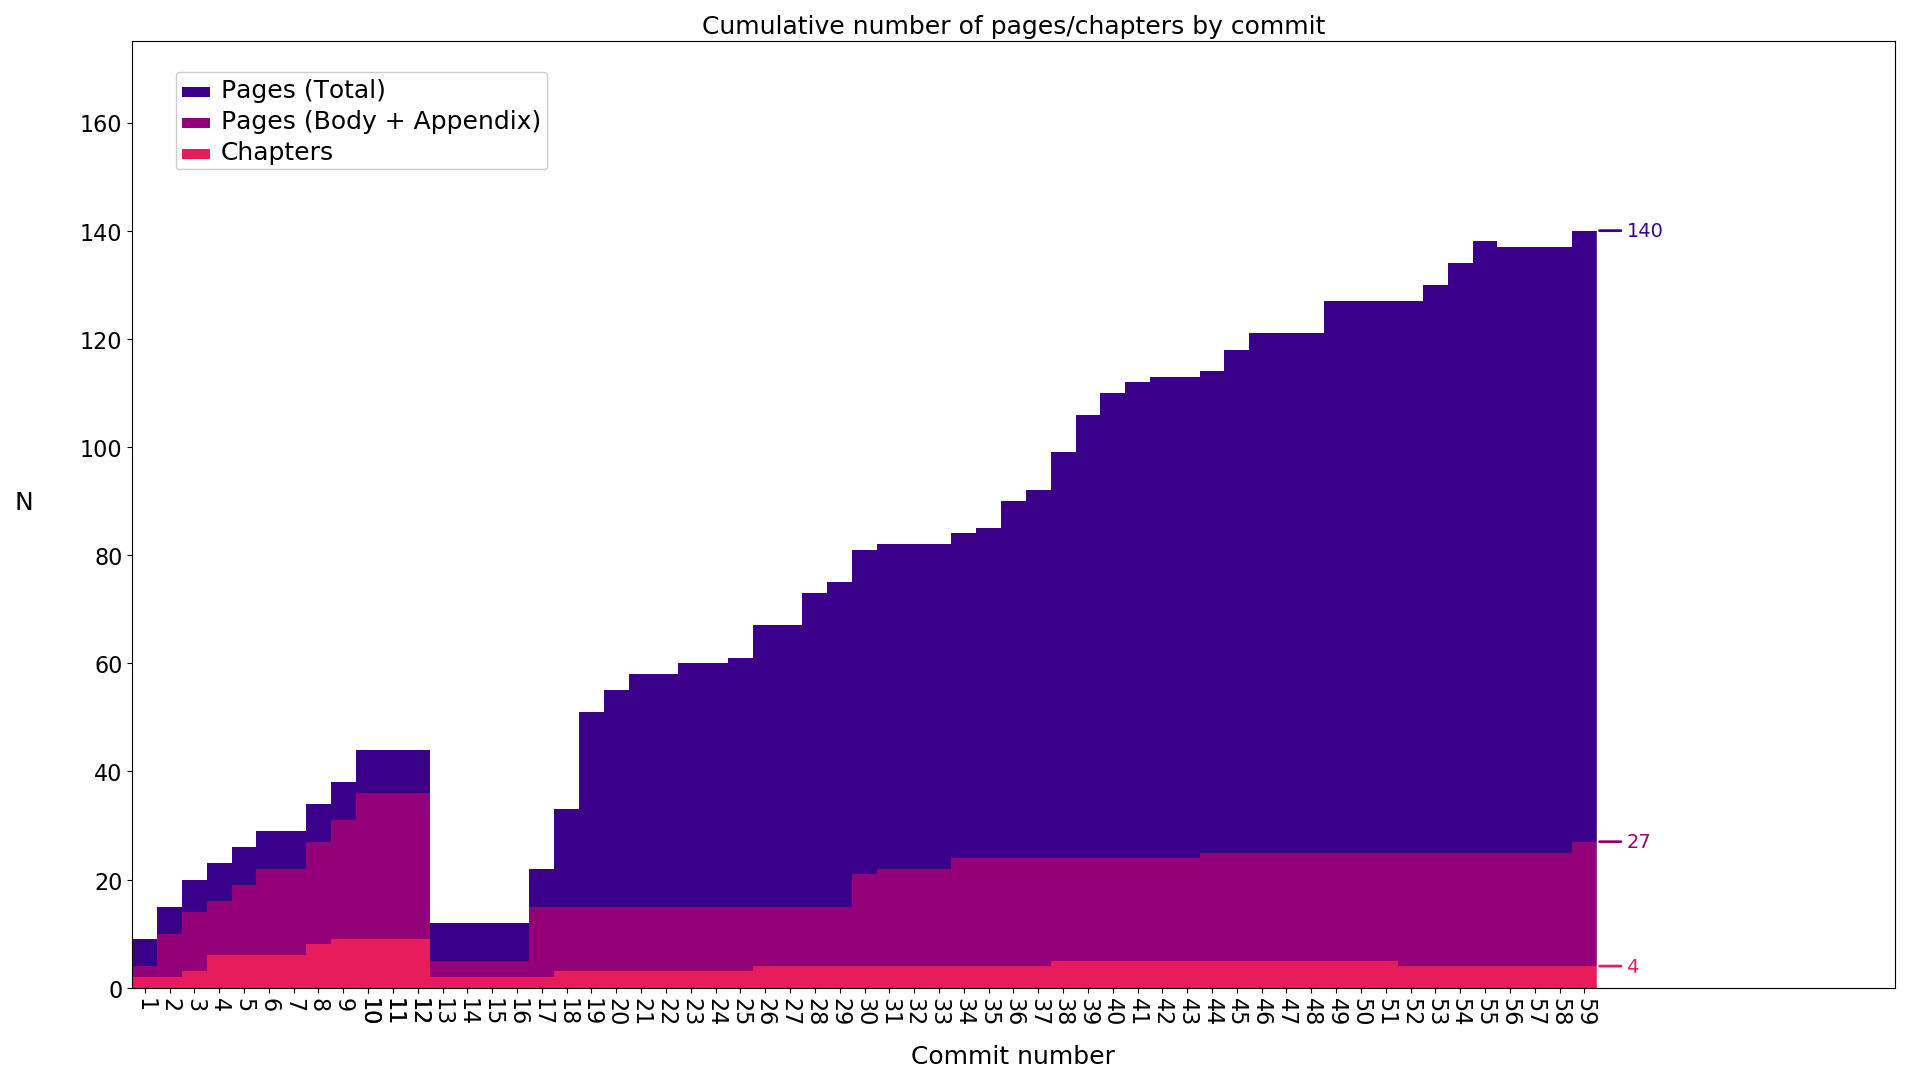 Cumulative number of pages/chapters by commit
Pages (Total)
Pages (Body + Appendix)
Chapters
160
140
120
100
80
60
40
20
0
N
140
27
4
1 2 3 4 5 6 7 8 9 10 11 12 13 14 15 16 17 18 19 20 21 22 23 24 25 26 27 28 29 30 31 32 33 34 35 36 37 38 39 40 41 42 43 44 45 46 47 48 49 50 51 52 53 54 55 56 57 58 59
Commit number